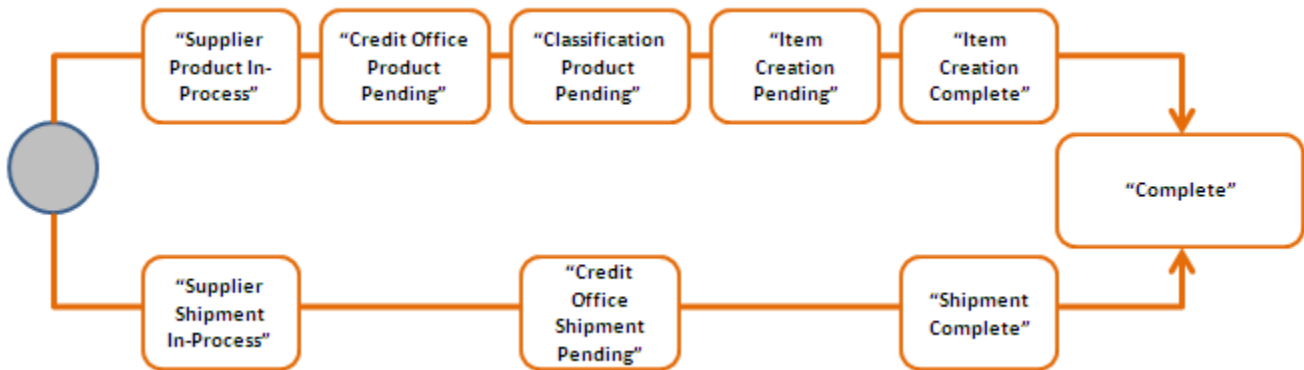 “Supplier
Product In-
Process”
“Credit Office
Product
Pending”
“Classification
Product
Pending”
“Item
Creation
Pending”
“Item
Creation
Complete”
“Complete”
“Supplier
Shipment
In-Process”
“Credit
Office
Shipment
Pending”
“Shipment
Complete”